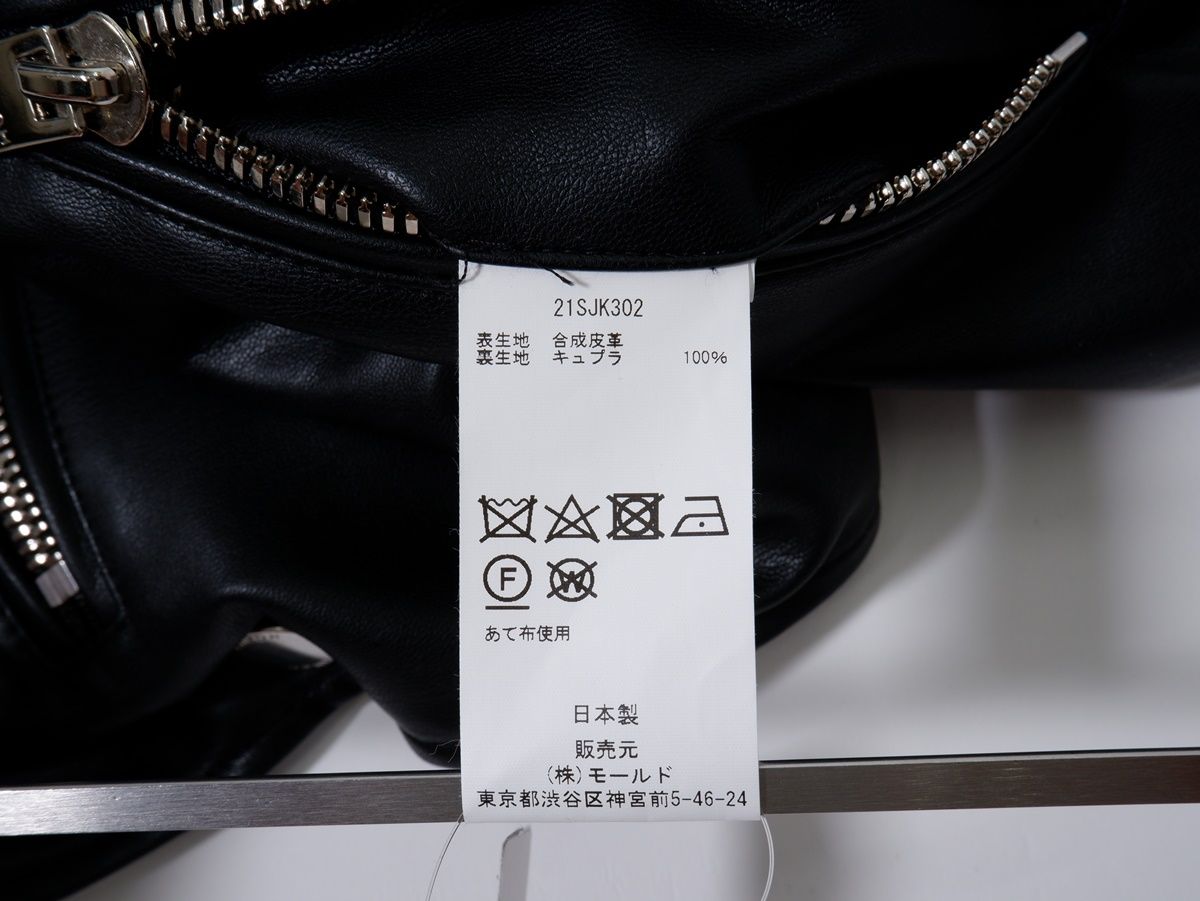 21SJK302
表生地 合成皮革
裏生地 キュプラ 100%
F
W
あて布使用
日本製
販売元
(株)モールド
東京都渋谷区神宮前5-46-24